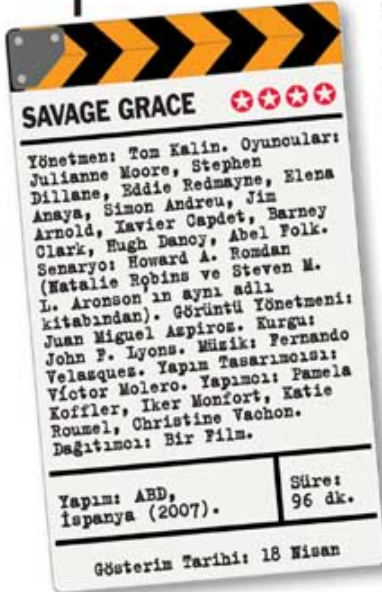 SAVAGE GRACE
Yönetmen: Tom Kalin. Oyuncular:
Julianne Moore, Stephen
Dillane, Eddie Redmayne, Elena
Anaya, Simon Andreu, Jim
Arnold, Xavier Capdet, Barney
Clark, Hugh Dancy, Abel Folk.
Senaryo: Howard A. Romdan
(Natalie Robins ve Steven M.
L. Aronson'ın aynı adlı
kitabından). Görüntü Yönetmeni:
Juan Miguel Azpiroz. Kurgu:
John F. Lyons. Müzik: Fernando
Velazquez. Yapım Tasarımcısı:
Víctor Molero. Yapımcı: Pamela
Koffler, Iker Monfort, Katie
Roumel, Christine Vachon.
Dağıtımcı: Bir Film.
Yapım: ABD,
İspanya (2007).
Süre:
96 dk.
Gösterim Tarihi: 18 Nisan